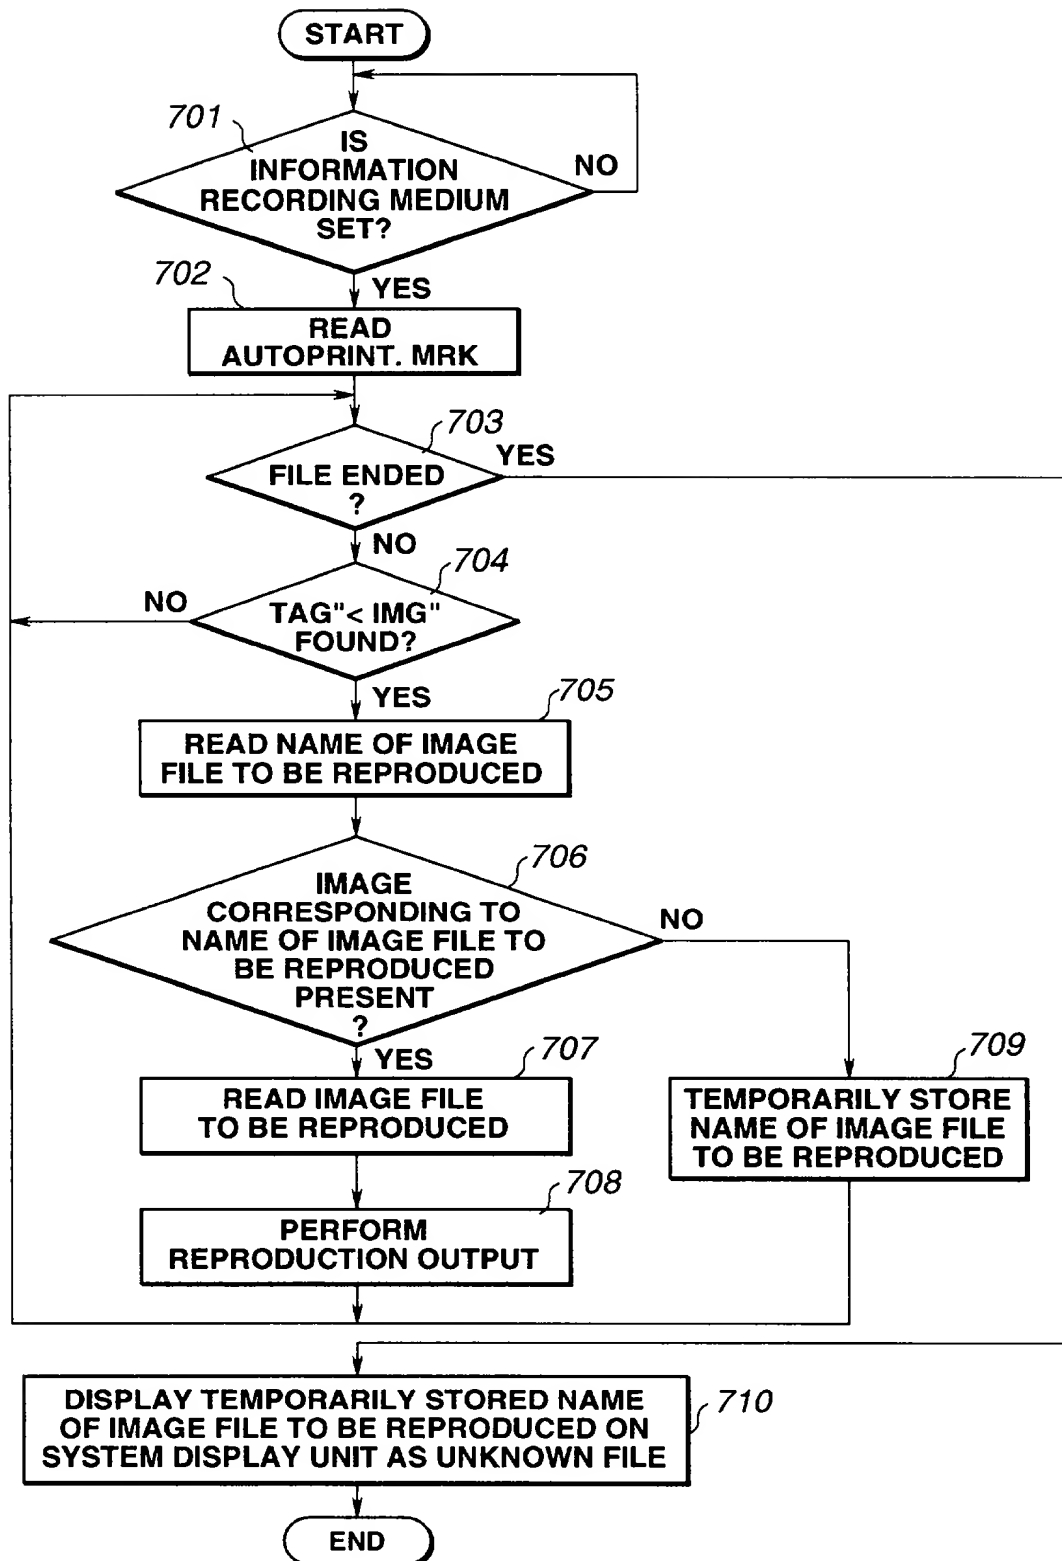 START
701
IS
INFORMATION
RECORDING MEDIUM
SET?
NO
702
YES
READ
AUTOPRINT. MRK
703
YES
FILE ENDED
?
NO
704
NO
TAG"< IMG"
FOUND?
YES
705
READ NAME OF IMAGE
FILE TO BE REPRODUCED
706
IMAGE
CORRESPONDING TO
NAME OF IMAGE FILE TO
BE REPRODUCED
PRESENT
?
NO
YES
707
READ IMAGE FILE
TO BE REPRODUCED
709
TEMPORARILY STORE
NAME OF IMAGE FILE
TO BE REPRODUCED
708
PERFORM
REPRODUCTION OUTPUT
DISPLAY TEMPORARILY STORED NAME
OF IMAGE FILE TO BE REPRODUCED ON
SYSTEM DISPLAY UNIT AS UNKNOWN FILE
710
END